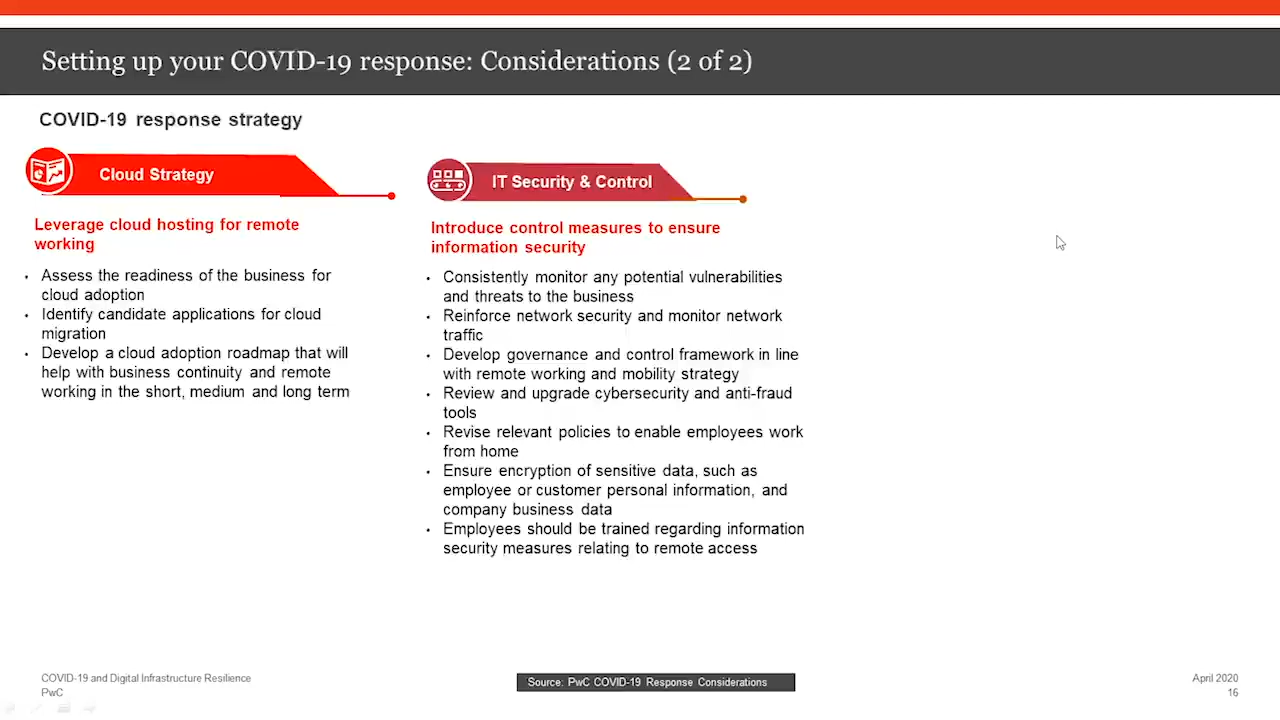 Setting up your COVID-19 response: Considerations (2 of 2)
COVID-19 response strategy
Cloud Strategy
Leverage cloud hosting for remote
working
• Assess the readiness of the business for
cloud adoption
• Identify candidate applications for cloud
migration
• Develop a cloud adoption roadmap that will
help with business continuity and remote
working in the short, medium and long term
IT Security & Control
Introduce control measures to ensure
information security
• Consistently monitor any potential vulnerabilities
and threats to the business
• Reinforce network security and monitor network
traffic
• Develop governance and control framework in line
with remote working and mobility strategy
• Review and upgrade cybersecurity and anti-fraud
tools
• Revise relevant policies to enable employees work
from home
• Ensure encryption of sensitive data, such as
employee or customer personal information, and
company business data
• Employees should be trained regarding information
security measures relating to remote access
COVID-19 and Digital Infrastructure Resilience
PwC
Source: PwC COVID-19 Response Considerations
April 2020
16